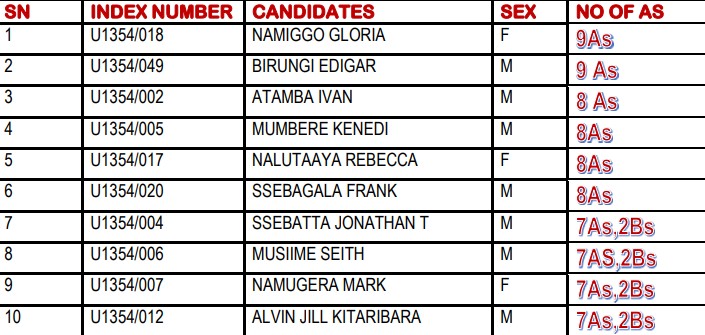 SN INDEX NUMBER CANDIDATES SEX NO OF AS
1 U1354/018 NAMIGGO GLORIA F 9As
2 U1354/049 BIRUNGI EDIGAR M 9 As
3 U1354/002 ATAMBA IVAN M 8 As
4 U1354/005 MUMBERE KENEDI M 8As
5 U1354/017 NALUTAAYA REBECCA F 8As
6 U1354/020 SSEBAGALA FRANK M 8As
7 U1354/004 SSEBATTA JONATHAN T M 7As,2Bs
8 U1354/006 MUSIIME SEITH M 7AS,2Bs
9 U1354/007 NAMUGERA MARK F 7As,2Bs
10 U1354/012 ALVIN JILL KITARIBARA M 7As,2Bs